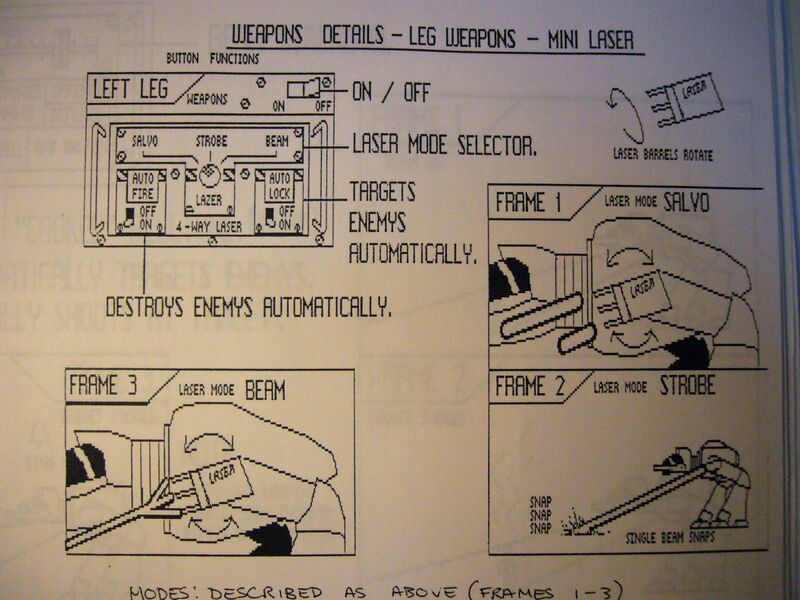 WEAPONS DETAILS - LEG WEAPONS - MINI LASER
BUTTON FUNCTIONS
LEFT LEG
WEAPONS
ON OFF
ON / OFF
SALVO STROBE BEAM
LASER MODE SELECTOR.
AUTO FIRE
OFF
ON
LAZER
4-WAY LASER
AUTO LOCK
OFF
ON
TARGETS
ENEMYS
AUTOMATICALLY.
DESTROYS ENEMYS AUTOMATICALLY.
LASER
LASER BARRELS ROTATE
FRAME 1 LASER MODE SALVO
LASER
FRAME 2 LASER MODE STROBE
SNAP
SNAP
SNAP
SINGLE BEAM SNAPS
FRAME 3 LASER MODE BEAM
LASER
MODES: DESCRIBED AS ABOVE (FRAMES 1-3)